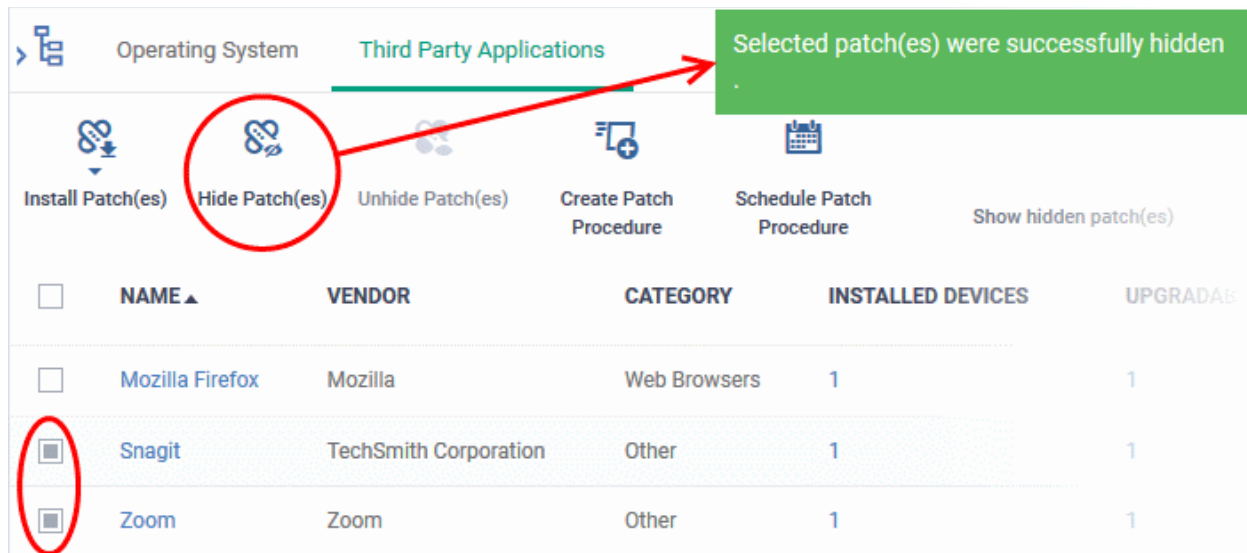 Operating System
Third Party Applications
Selected patch(es) were successfully hidden
.
Install Patch(es)
Hide Patch(es)
Unhide Patch(es)
Create Patch
Procedure
Schedule Patch
Procedure
Show hidden patch(es)
NAME VENDOR CATEGORY INSTALLED DEVICES UPGRADAB
Mozilla Firefox Mozilla Web Browsers 1 1
Snagit TechSmith Corporation Other 1 1
Zoom Zoom Other 1 1